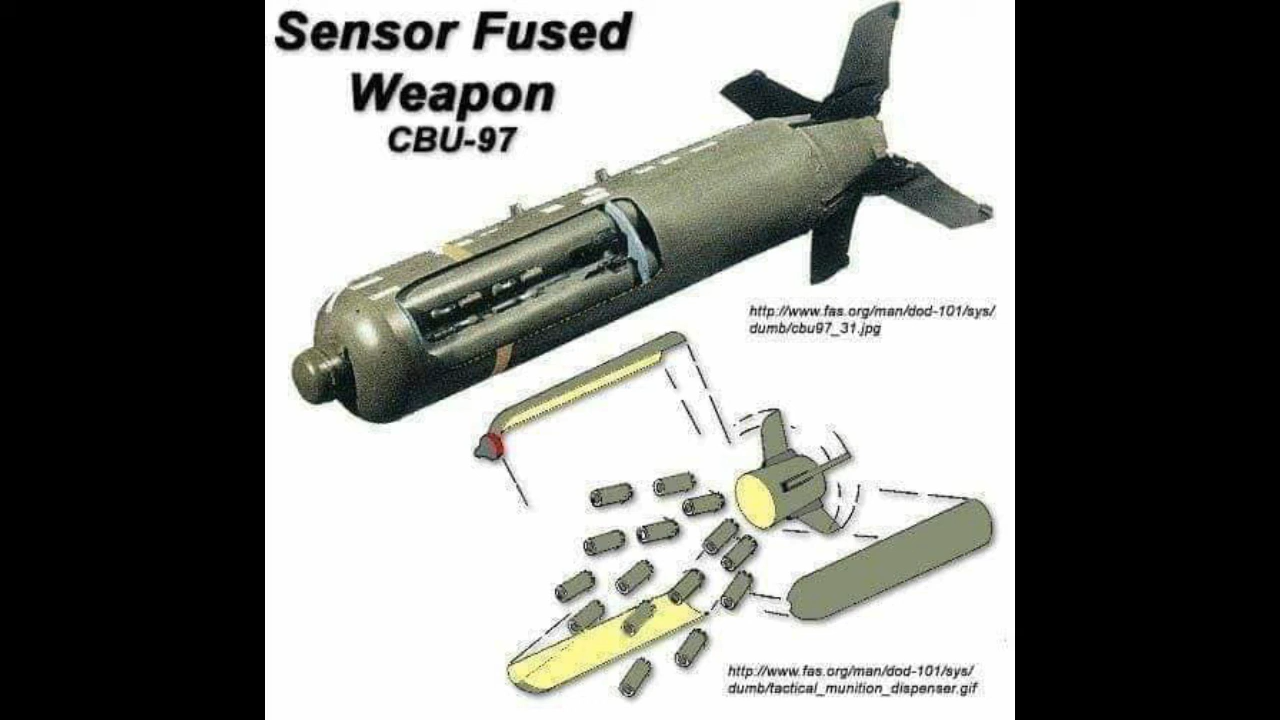 Sensor Fused
Weapon
CBU-97
http://www.fas.org/man/dod-101/sys/
dumb/cbu97_31.jpg
http://www.fas.org/man/dod-101/sys/
dumb/tactical_munition_dispenser.gif